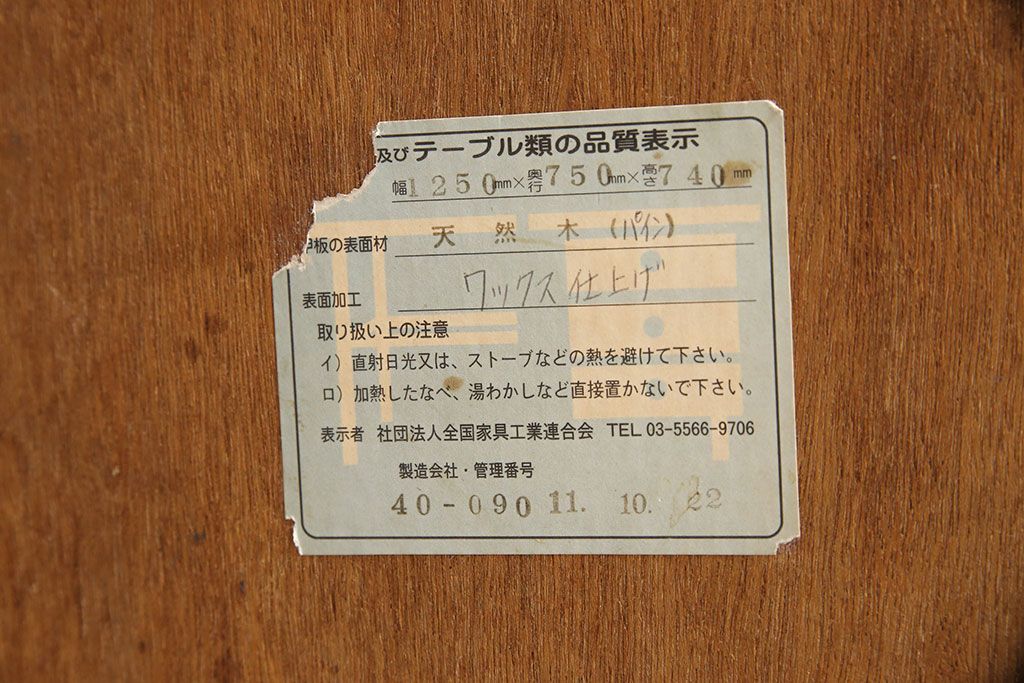 及び テーブル類の品質表示
幅1250mm×奥行750mm×高さ740mm
甲板の表面材 天然木(パイン)
表面加工 ワックス仕上げ
取り扱い上の注意
イ)直射日光又は、ストーブなどの熱を避けて下さい。
ロ)加熱したなべ、湯わかしなど直接置かないで下さい。
表示者 社団法人全国家具工業連合会 TEL 03-5566-9706
製造会社・管理番号
40-090 11. 10. 22